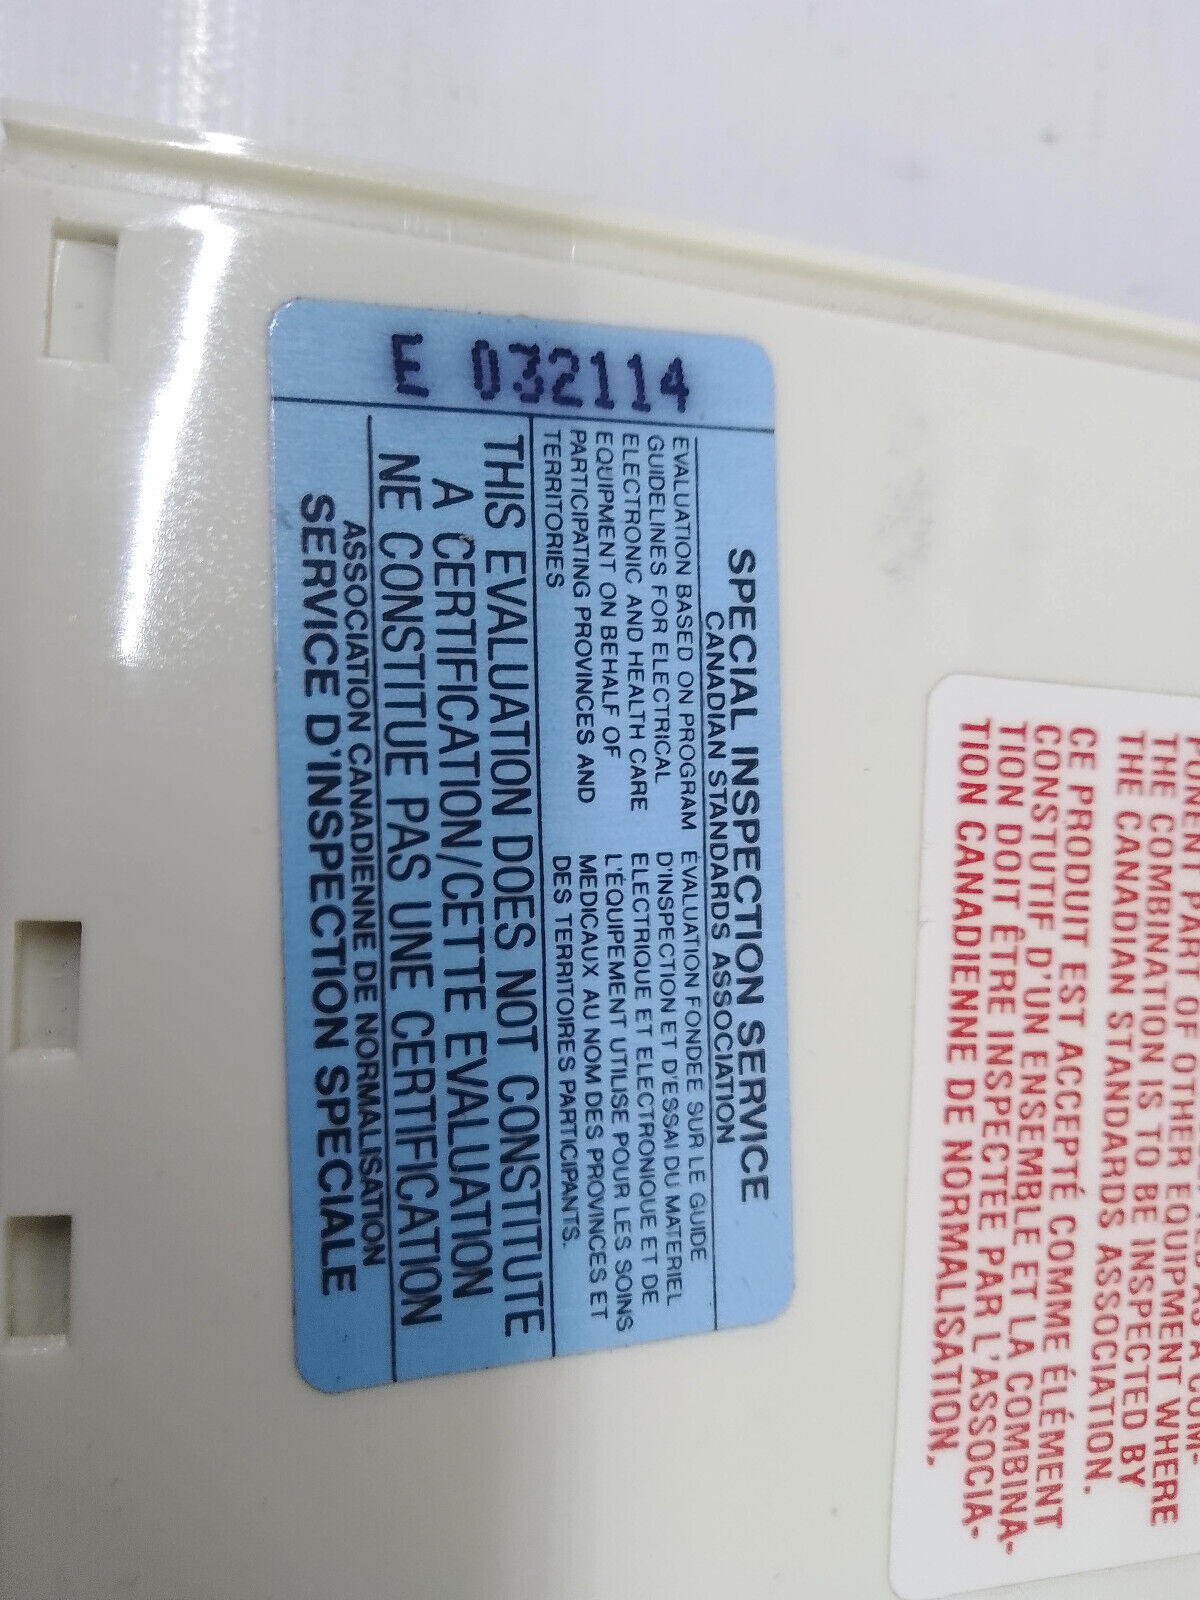 E 032114
SPECIAL INSPECTION SERVICE
CANADIAN STANDARDS ASSOCIATION
EVALUATION BASED ON PROGRAM
GUIDELINES FOR ELECTRICAL
ELECTRONIC AND HEALTH CARE
EQUIPMENT ON BEHALF OF
PARTICIPATING PROVINCES AND
TERRITORIES
ÉVALUATION FONDEE SUR LE GUIDE
D'INSPECTION ET D'ESSAI DU MATERIEL
ELECTRIQUE ET ELECTRONIQUE ET DE
L'ÉQUIPEMENT UTILISE POUR LES SOINS
MEDICAUX AU NOM DES PROVINCES ET
DES TERRITOIRES PARTICIPANTS.
THIS EVALUATION DOES NOT CONSTITUTE
A CERTIFICATION/CETTE EVALUATION
NE CONSTITUE PAS UNE CERTIFICATION
ASSOCIATION CANADIENNE DE NORMALISATION
SERVICE D'INSPECTION SPECIALE
A COM-
PONENT PART OF OTHER EQUIPMENT WHERE
THE COMBINATION IS TO BE INSPECTED BY
THE CANADIAN STANDARDS ASSOCIATION.
CE PRODUIT EST ACCEPTÉ COMME ÉLÉMENT
CONSTUTIF D'UN ENSEMBLE ET LA COMBINA-
TION DOIT ÊTRE INSPECTÉE PAR L'ASSOCIA-
TION CANADIENNE DE NORMALISATION.